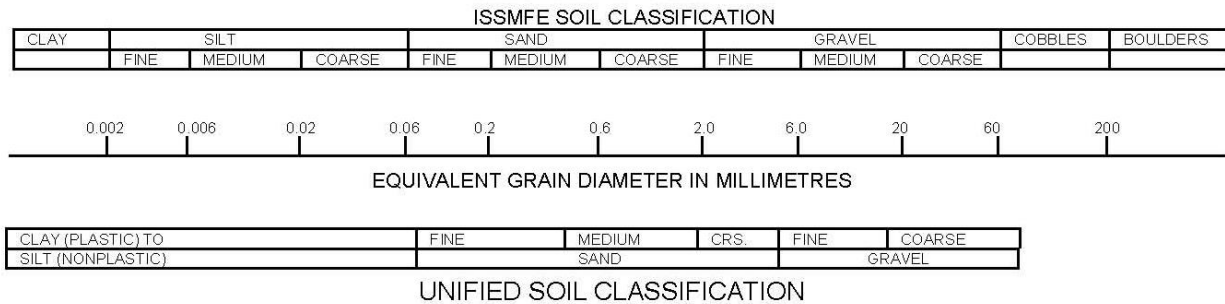 ISSMFE SOIL CLASSIFICATION
CLAY SILT SAND GRAVEL COBBLES BOULDERS
FINE MEDIUM COARSE FINE MEDIUM COARSE FINE MEDIUM COARSE
0.002 0.006 0.02 0.06 0.2 0.6 2.0 6.0 20 60 200
EQUIVALENT GRAIN DIAMETER IN MILLIMETRES
CLAY (PLASTIC) TO FINE MEDIUM CRS. FINE COARSE
SILT (NONPLASTIC) SAND GRAVEL
UNIFIED SOIL CLASSIFICATION